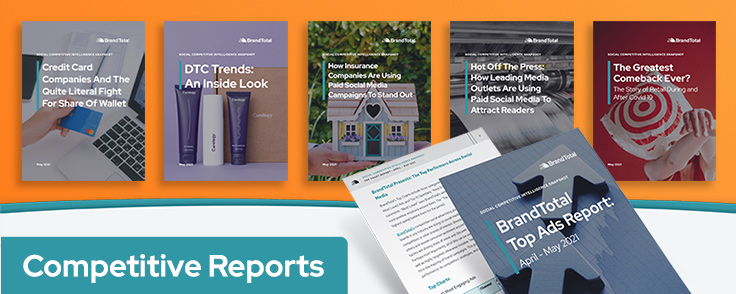 BrandTotal
SOCIAL COMPETITIVE INTELLIGENCE SNAPSHOT
Credit Card
Companies And The
Quite Literal Fight
For Share Of Wallet
May 2021
BrandTotal
SOCIAL COMPETITIVE INTELLIGENCE SNAPSHOT
DTC Trends:
An Inside Look
Curology
Curology
Curology
May 2021
BrandTotal
SOCIAL COMPETITIVE INTELLIGENCE SNAPSHOT
How Insurance
Companies Are Using
Paid Social Media
Campaigns To Stand Out
May 2021
BrandTotal
SOCIAL COMPETITIVE INTELLIGENCE SNAPSHOT
Hot Off The Press:
How Leading Media
Outlets Are Using
Paid Social Media To
Attract Readers
BrandTotal
SOCIAL COMPETITIVE INTELLIGENCE SNAPSHOT
The Greatest
Comeback Ever?
The Story of Retail During and
After Covid 19
May 2021
BrandTotal Presents: The Top Performers Across Social
Media
Top Charts
Most Engaging Ads
BrandTotal
SOCIAL COMPETITIVE INTELLIGENCE SNAPSHOT
BrandTotal
Top Ads Report:
April - May 2021
Competitive Reports